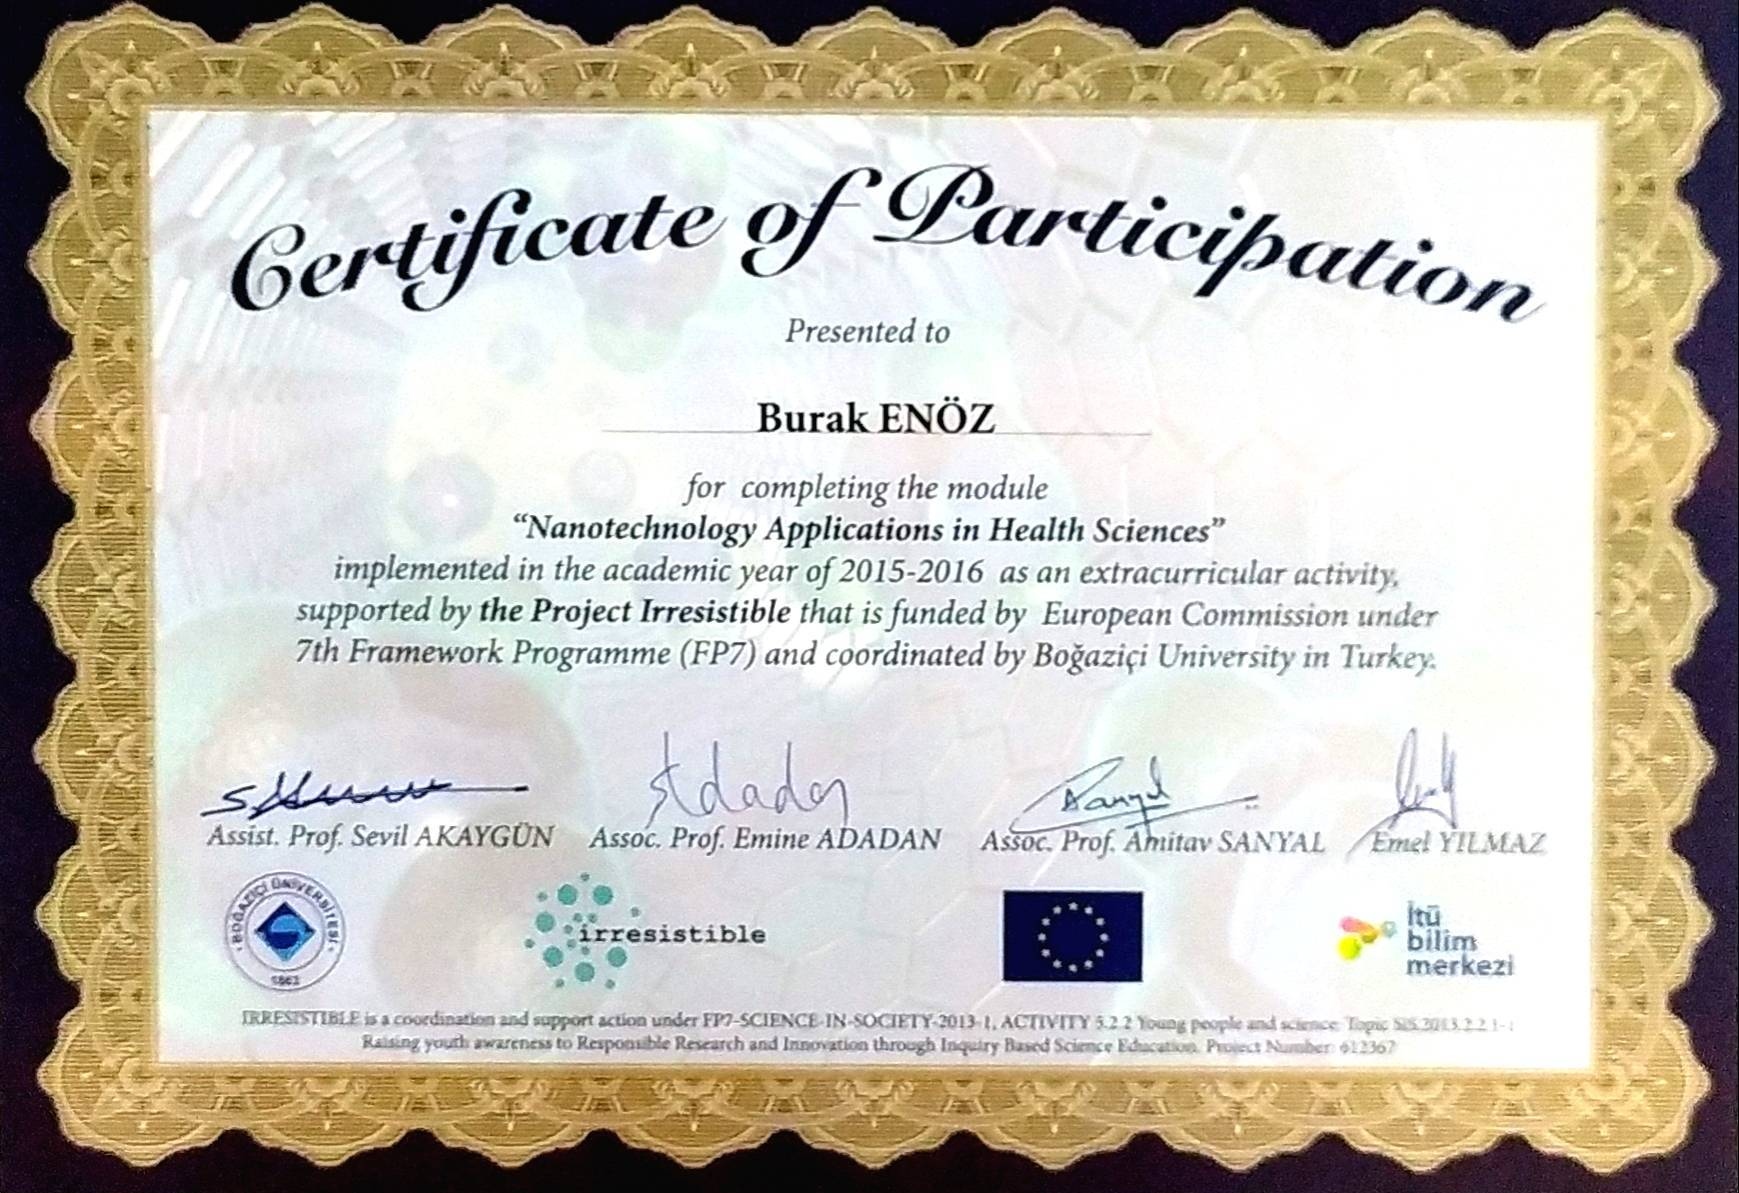 Certificate of Participation
Presented to
Burak ENÖZ
for completing the module
“Nanotechnology Applications in Health Sciences”
implemented in the academic year of 2015-2016 as an extracurricular activity,
supported by the Project Irresistible that is funded by European Commission under
7th Framework Programme (FP7) and coordinated by Boğaziçi University in Turkey.
Assist. Prof. Sevil AKAYGÜN Assoc. Prof. Emine ADADAN Assoc. Prof. Amitav SANYAL Emel YILMAZ
BOĞAZİÇİ ÜNİVERSİTESİ
1863
irresistible
itü
bilim
merkezi
IRRESISTIBLE is a coordination and support action under FP7-SCIENCE-IN-SOCIETY-2013-1, ACTIVITY 5.2.2 Young people and science: Topic SiS.2013.2.2.1-1
Raising youth awareness to Responsible Research and Innovation through Inquiry Based Science Education. Project Number: 612367